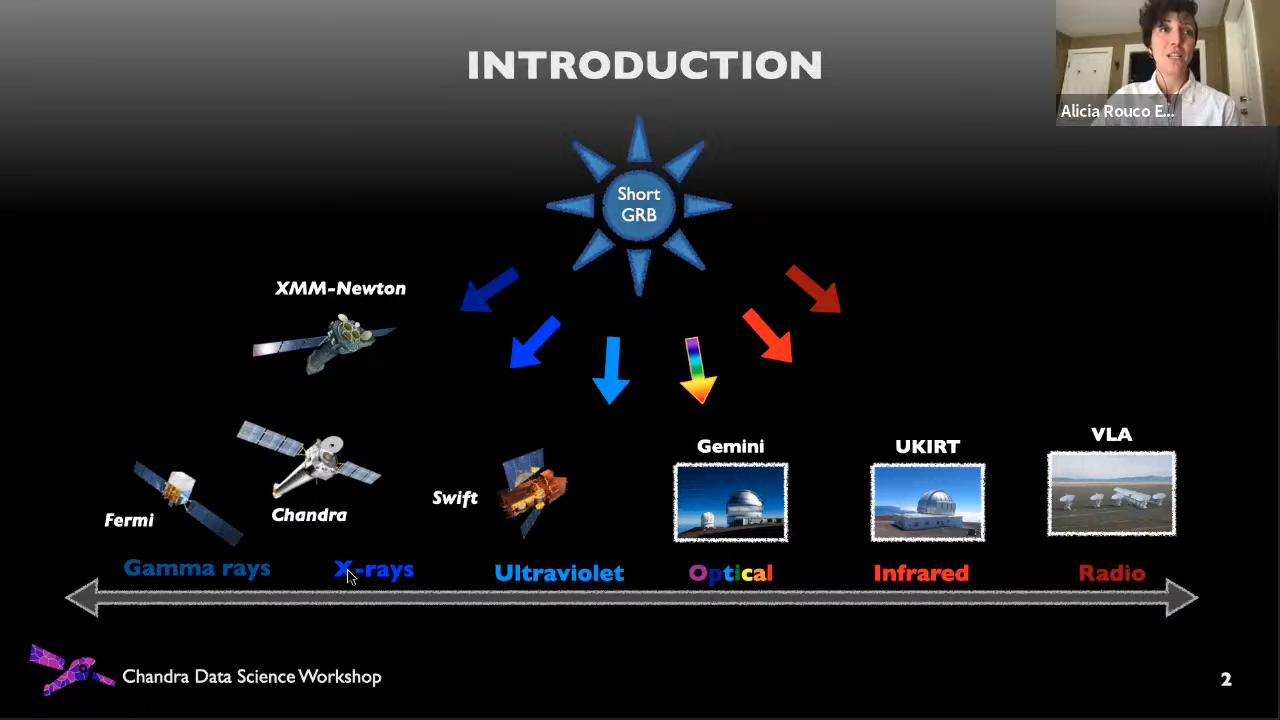 INTRODUCTION
Alicia Rouco E...
Short
GRB
XMM-Newton
Fermi
Chandra
Swift
Gemini
UKIRT
VLA
Gamma rays
X-rays
Ultraviolet
Optical
Infrared
Radio
Chandra Data Science Workshop
2